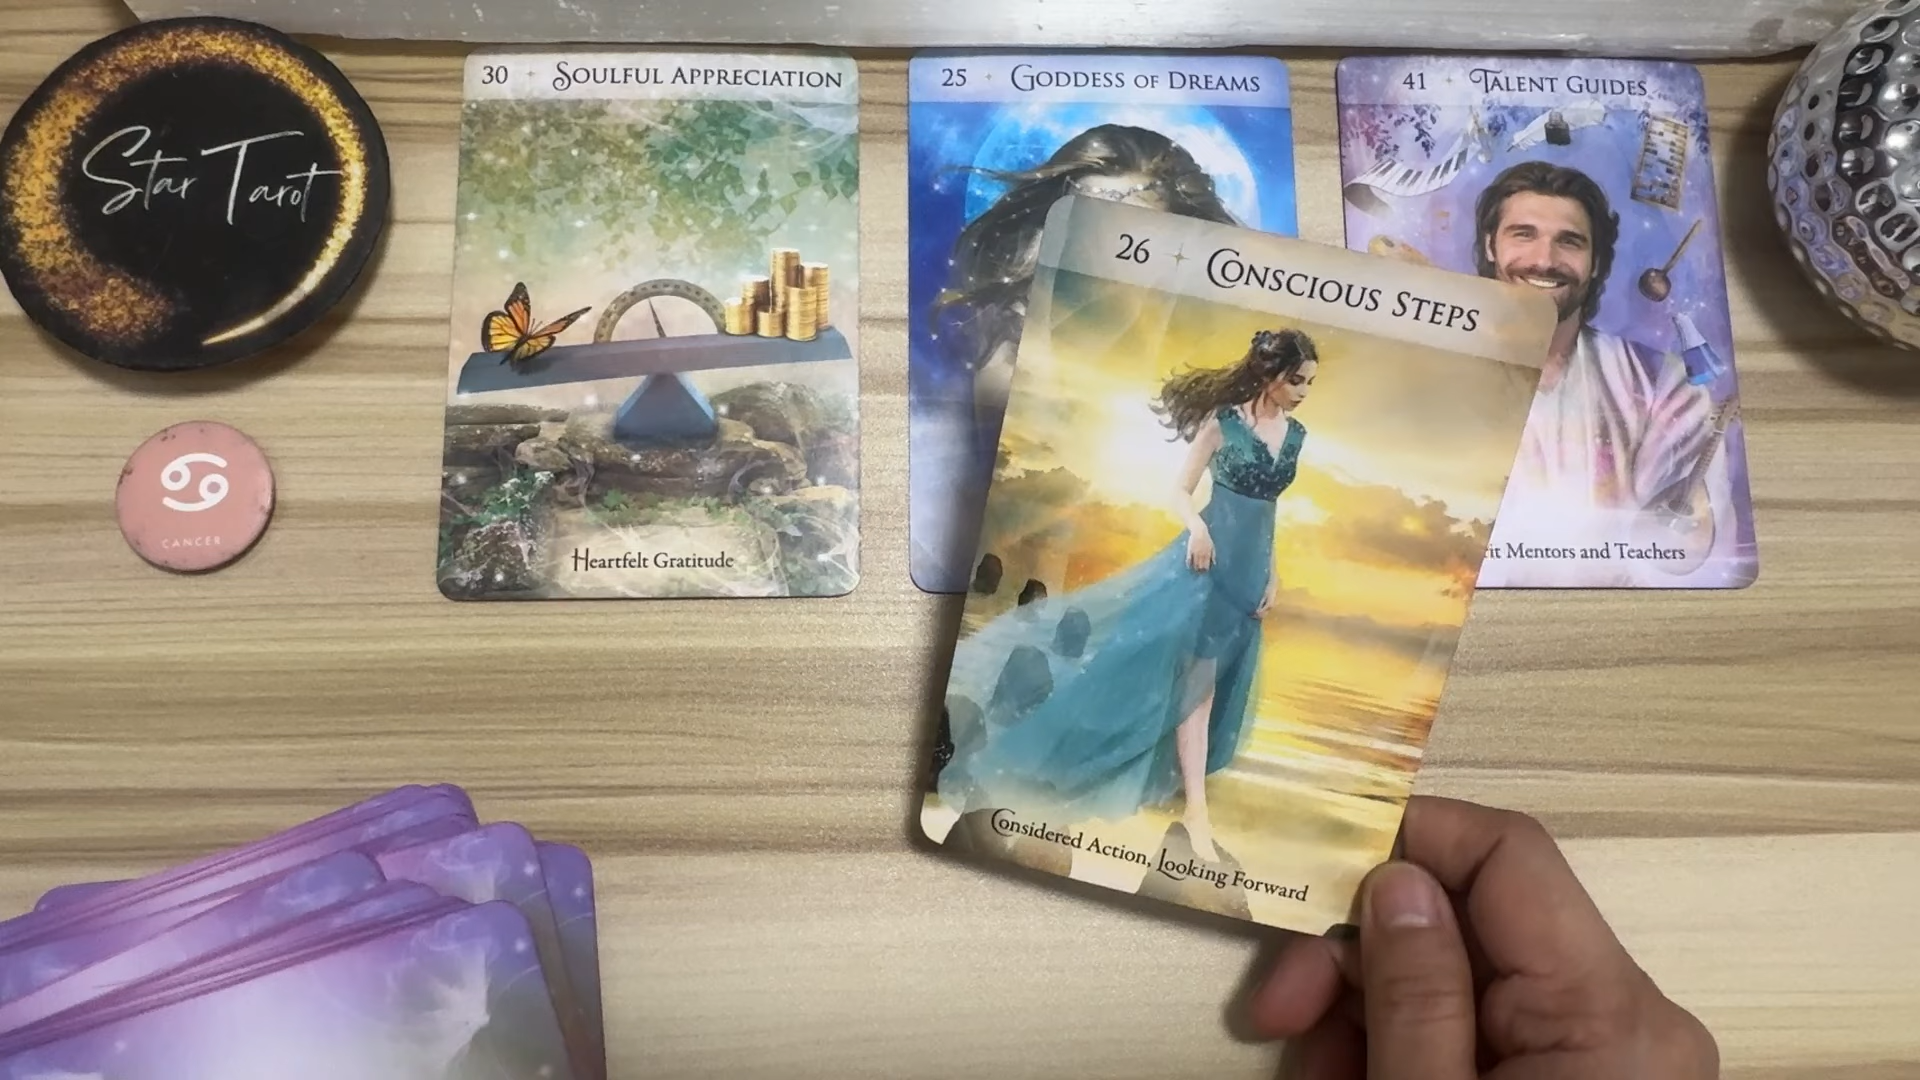 Star Tarot
30 SOULFUL APPRECIATION
Heartfelt Gratitude
25 GODDESS OF DREAMS
41 TALENT GUIDES
Mentors and Teachers
26 CONSCIOUS STEPS
Considered Action, Looking Forward
CANCER